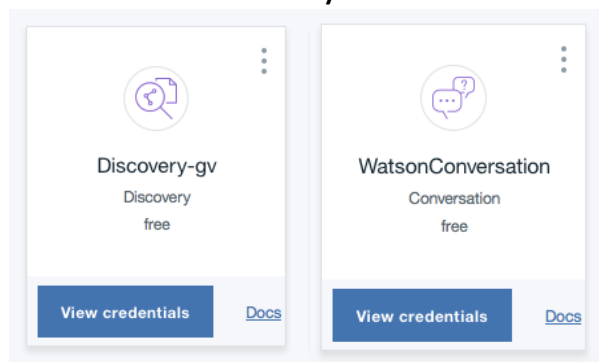 Discovery-gv
Discovery
free
View credentials Docs
WatsonConversation
Conversation
free
View credentials Docs